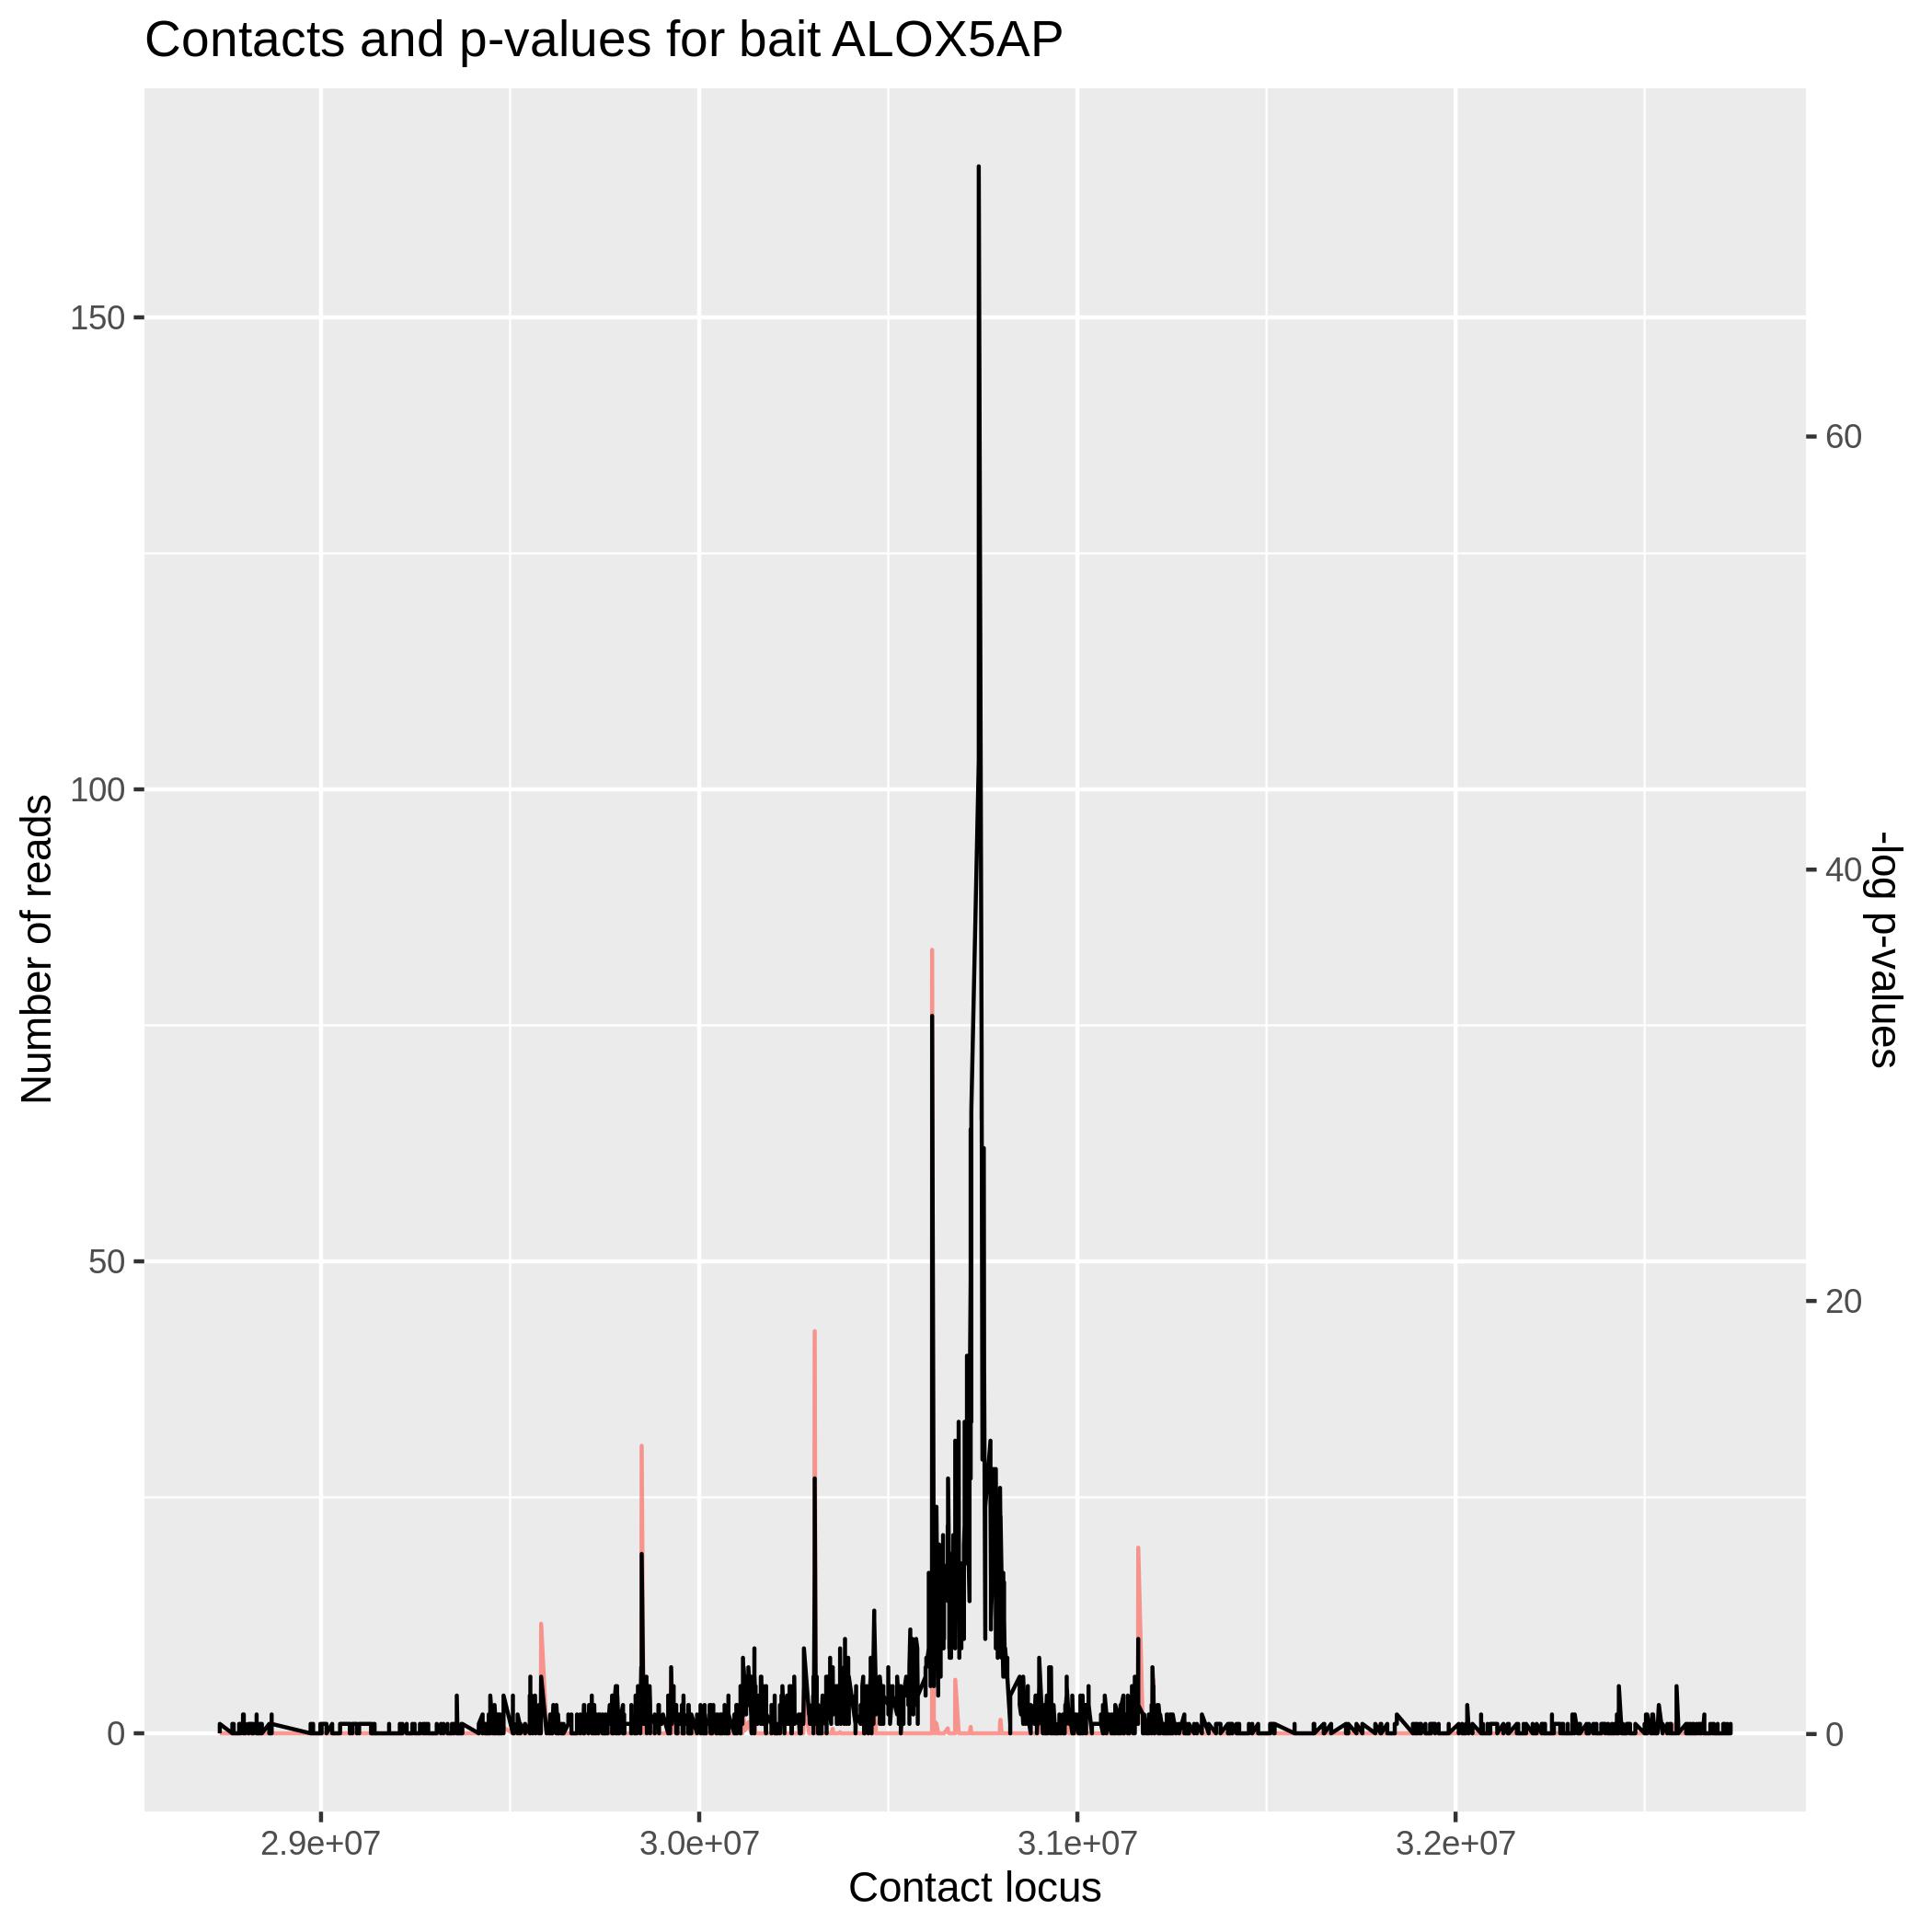 Contacts and p-values for bait ALOX5AP
150
100
50
0
Number of reads
60
40
20
0
-log p-values
2.9e+07
3.0e+07
3.1e+07
3.2e+07
Contact locus